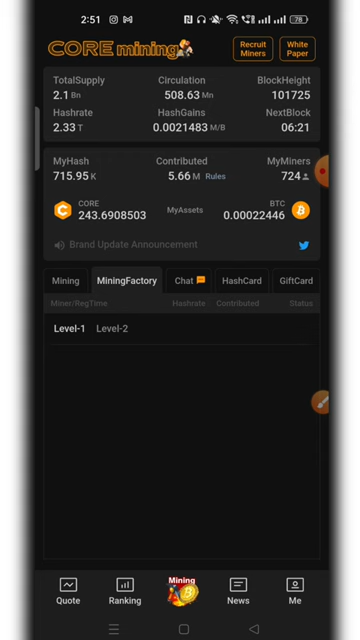 2:51
78
CORE mining
Recruit Miners
White Paper
TotalSupply Circulation BlockHeight
2.1 Bn 508.63 Mn 101725
Hashrate HashGains NextBlock
2.33 T 0.0021483 M/B 06:21
MyHash Contributed MyMiners
715.95 K 5.66 M Rules 724
CORE MyAssets BTC
243.6908503 0.00022446
Brand Update Announcement
Mining MiningFactory Chat HashCard GiftCard
Miner/RegTime Hashrate Contributed Status
Level-1 Level-2
Mining
Quote Ranking News Me